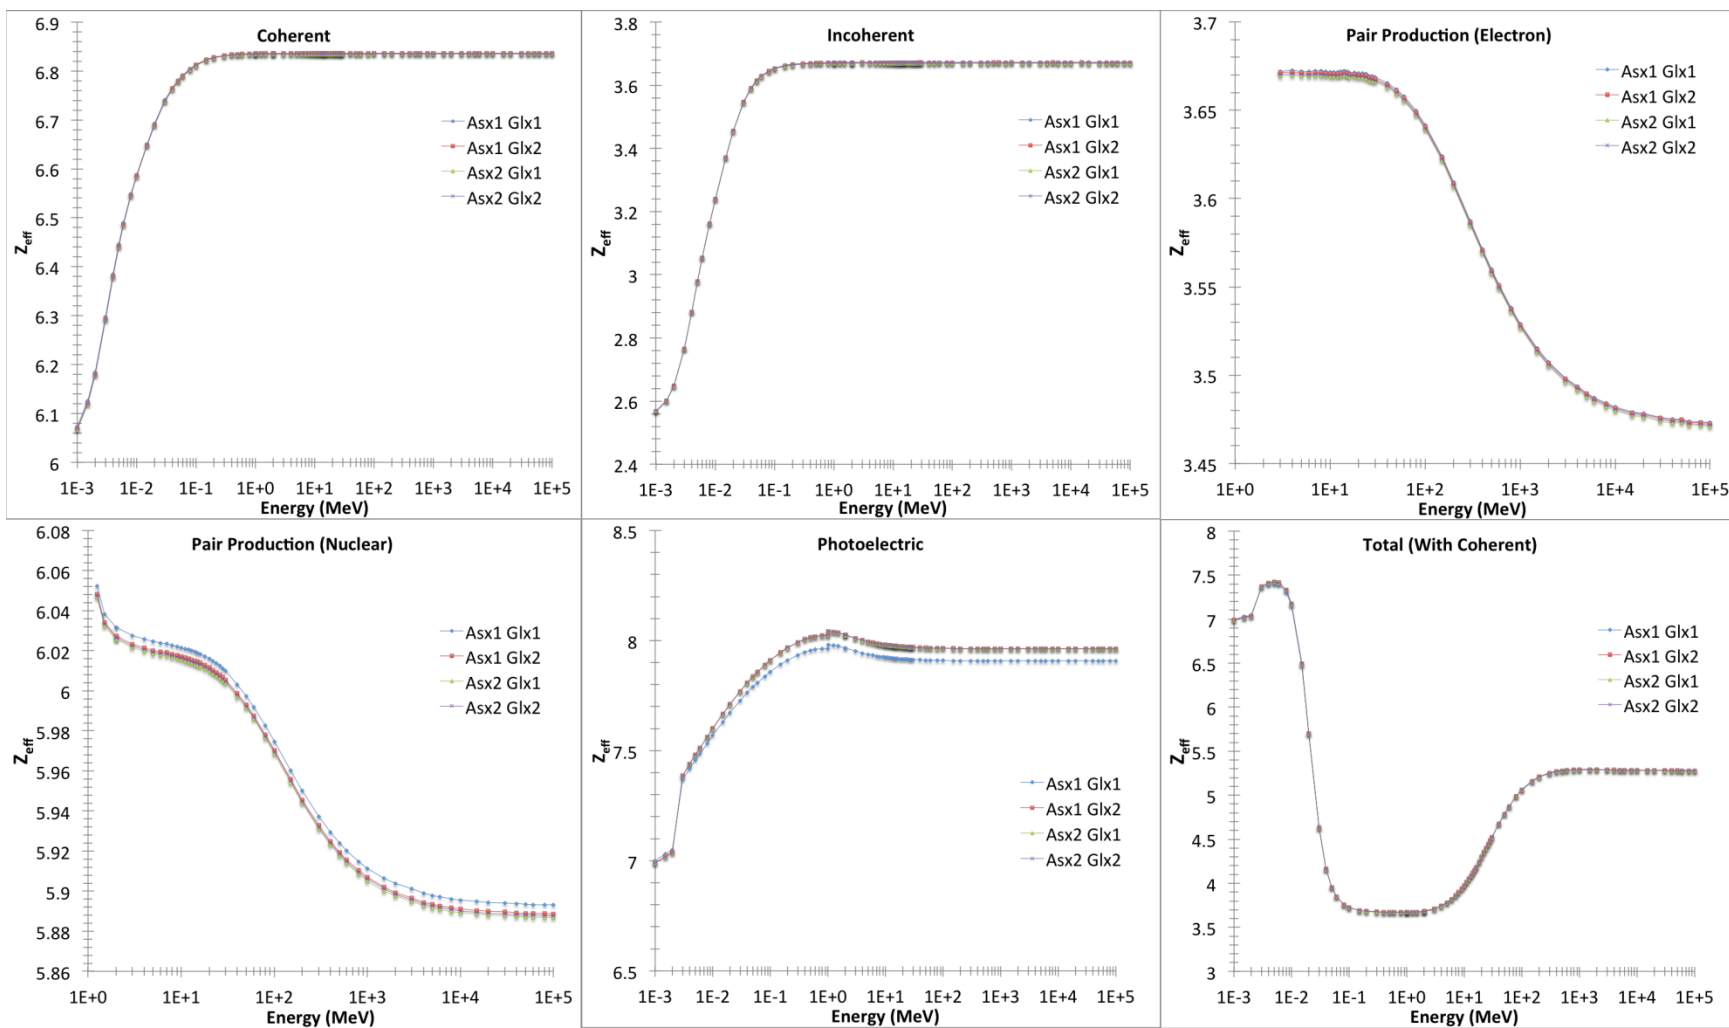 Coherent
6.9
6.8
6.7
6.6
6.5
6.4
6.3
6.2
6.1
6
Z_eff
Asx1 Glx1
Asx1 Glx2
Asx2 Glx1
Asx2 Glx2
1E-3 1E-2 1E-1 1E+0 1E+1 1E+2 1E+3 1E+4 1E+5
Energy (MeV)
Incoherent
3.8
3.6
3.4
3.2
3
2.8
2.6
2.4
Z_eff
Asx1 Glx1
Asx1 Glx2
Asx2 Glx1
Asx2 Glx2
1E-3 1E-2 1E-1 1E+0 1E+1 1E+2 1E+3 1E+4 1E+5
Energy (MeV)
Pair Production (Electron)
3.7
3.65
3.6
3.55
3.5
3.45
Z_eff
Asx1 Glx1
Asx1 Glx2
Asx2 Glx1
Asx2 Glx2
1E+0 1E+1 1E+2 1E+3 1E+4 1E+5
Energy (MeV)
Pair Production (Nuclear)
6.08
6.06
6.04
6.02
6
5.98
5.96
5.94
5.92
5.9
5.88
5.86
Z_eff
Asx1 Glx1
Asx1 Glx2
Asx2 Glx1
Asx2 Glx2
1E+0 1E+1 1E+2 1E+3 1E+4 1E+5
Energy (MeV)
Photoelectric
8.5
8
7.5
7
6.5
Z_eff
Asx1 Glx1
Asx1 Glx2
Asx2 Glx1
Asx2 Glx2
1E-3 1E-2 1E-1 1E+0 1E+1 1E+2 1E+3 1E+4 1E+5
Energy (MeV)
Total (With Coherent)
8
7.5
7
6.5
6
5.5
5
4.5
4
3.5
3
Z_eff
Asx1 Glx1
Asx1 Glx2
Asx2 Glx1
Asx2 Glx2
1E-3 1E-2 1E-1 1E+0 1E+1 1E+2 1E+3 1E+4 1E+5
Energy (MeV)